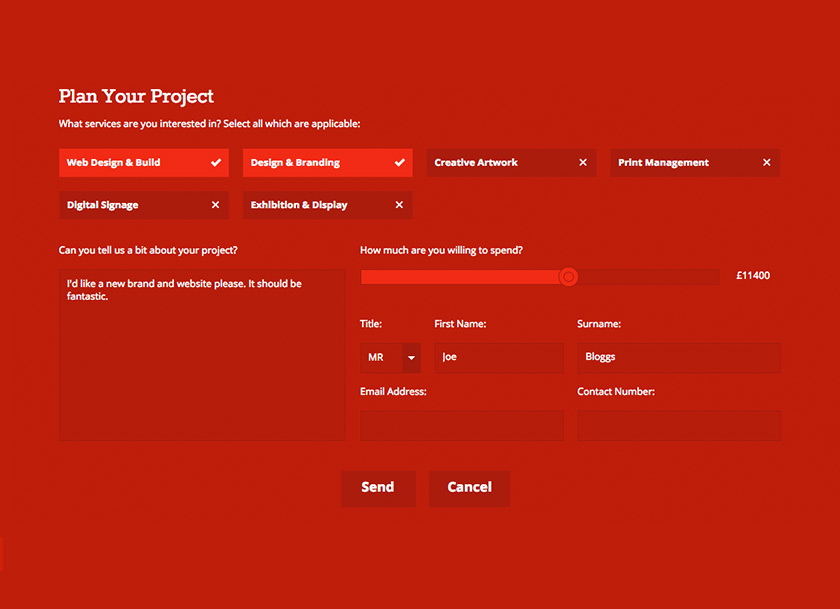 Plan Your Project
What services are you interested in? Select all which are applicable:
Web Design & Build
Design & Branding
Creative Artwork
Print Management
Digital Signage
Exhibition & Display
Can you tell us a bit about your project?
How much are you willing to spend?
I'd like a new brand and website please. It should be
fantastic.
£11400
Title:
First Name:
Surname:
MR
Joe
Bloggs
Email Address:
Contact Number:
Send
Cancel